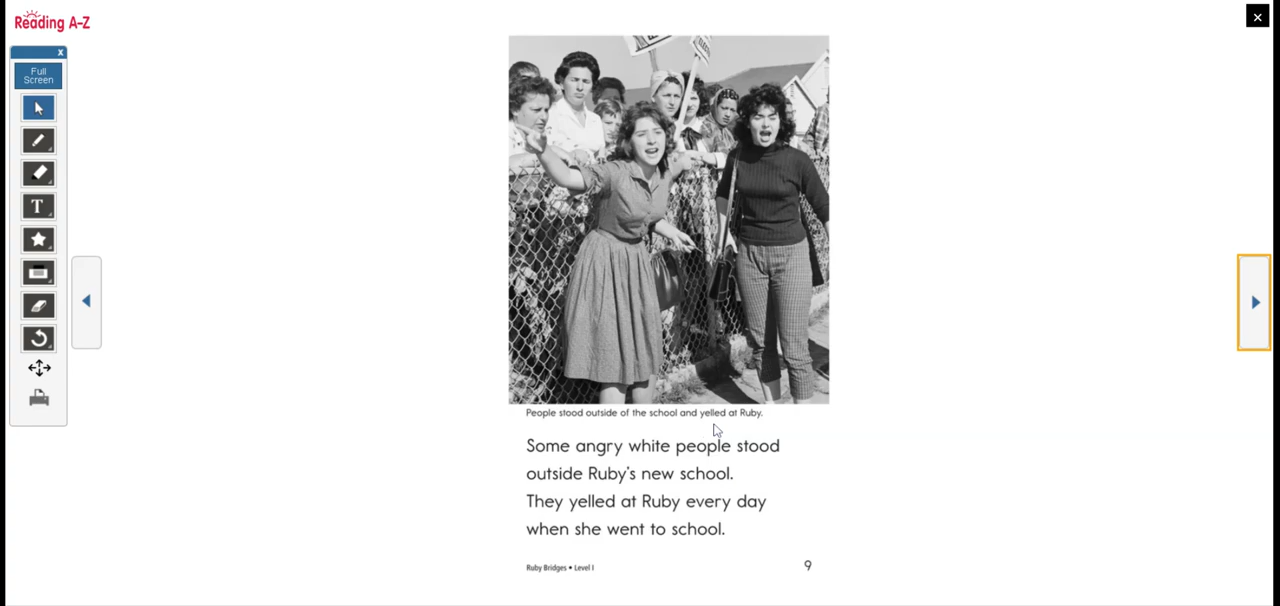 Reading A-Z
x
Full
Screen
T
People stood outside of the school and yelled at Ruby.
Some angry white people stood
outside Ruby's new school.
They yelled at Ruby every day
when she went to school.
Ruby Bridges • Level I
9